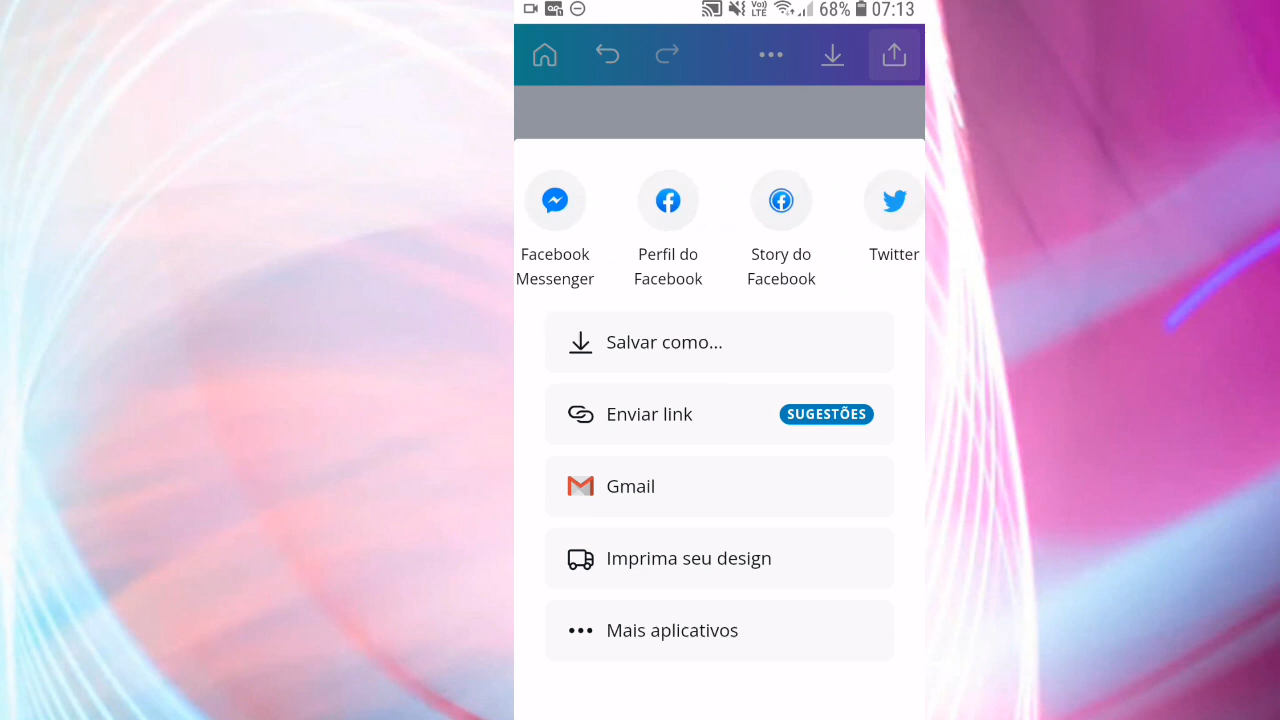 VoLTE 68% 07:13
Facebook Messenger
Perfil do Facebook
Story do Facebook
Twitter
Salvar como...
Enviar link SUGESTÕES
Gmail
Imprima seu design
Mais aplicativos